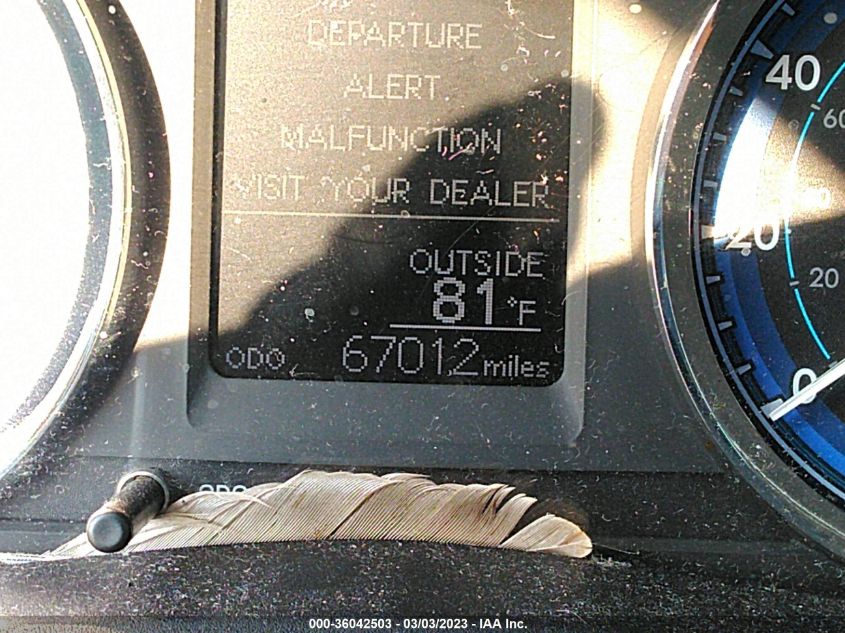 DEPARTURE
ALERT
MALFUNCTION
VISIT YOUR DEALER
OUTSIDE
81°F
ODO 67012 miles
40
60
20
20
0
ODO
000-36042503 - 03/03/2023 - IAA Inc.